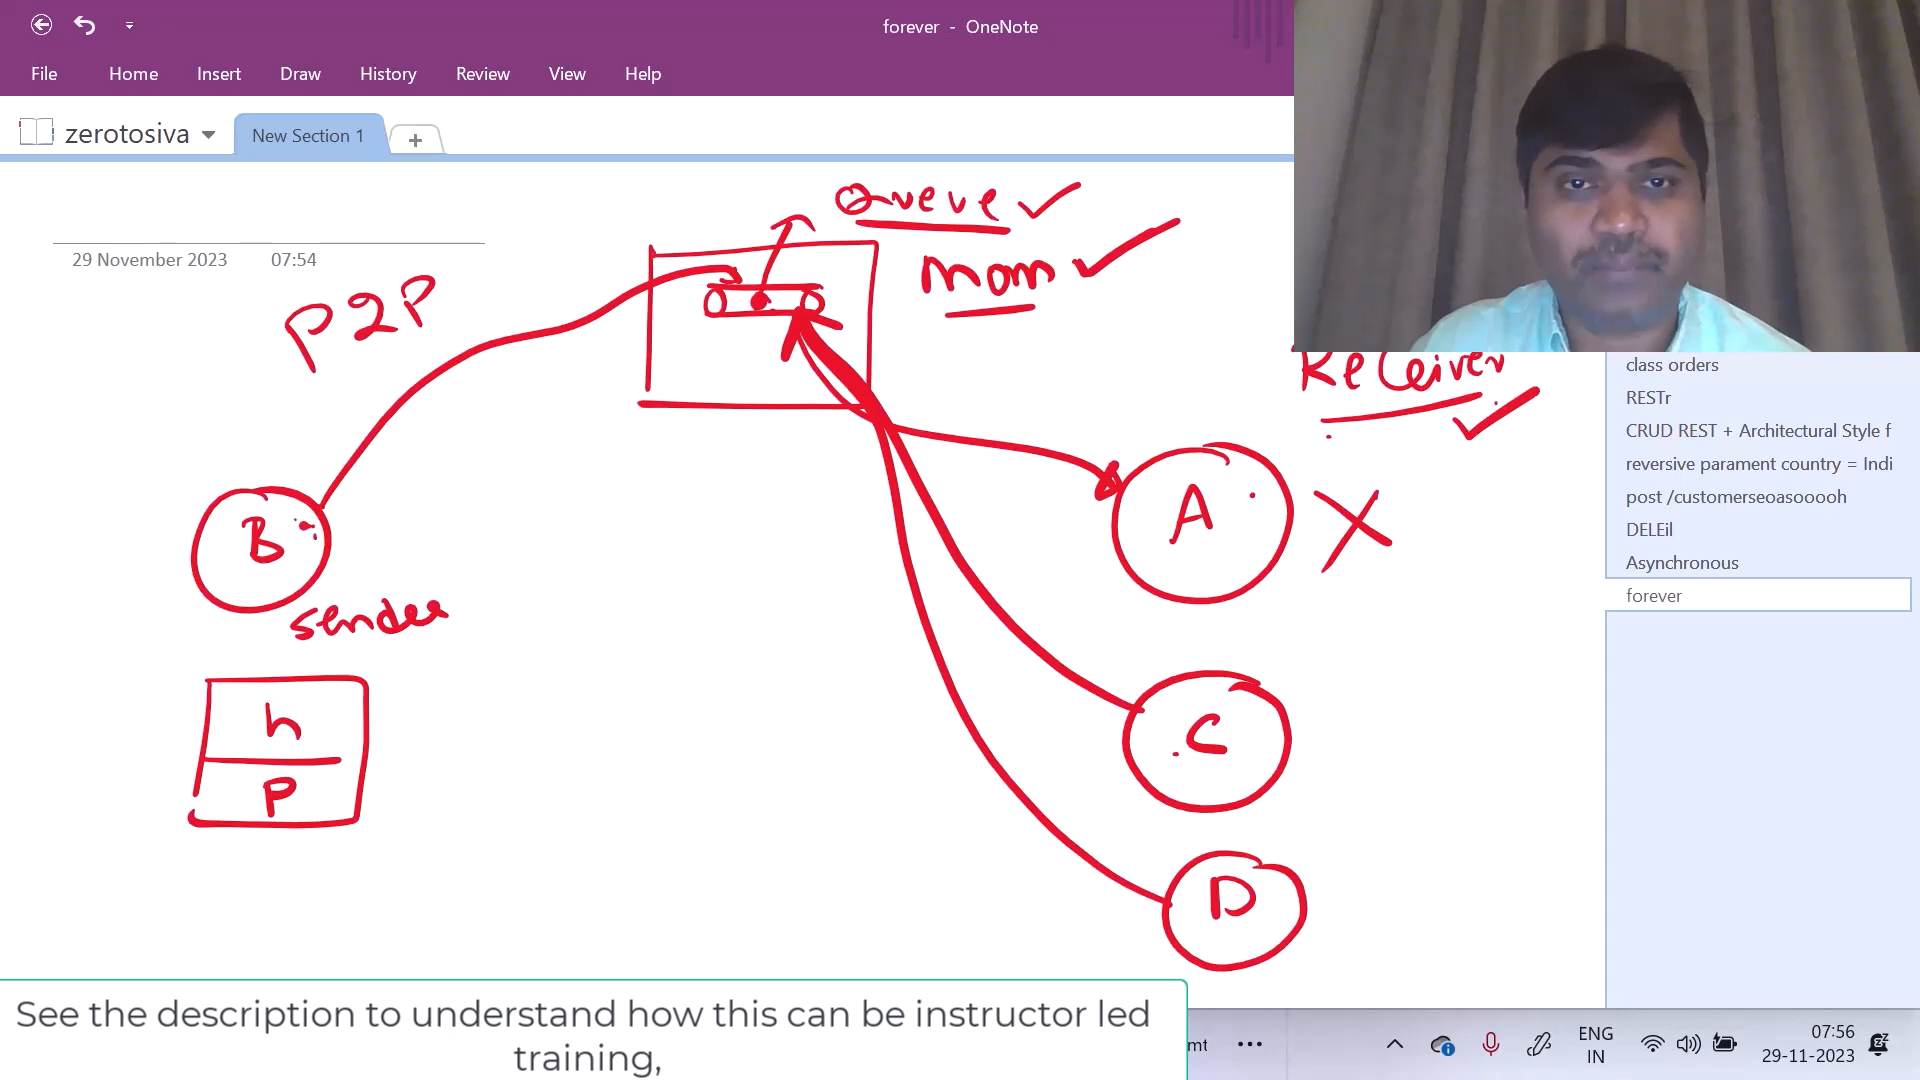 forever - OneNote
File Home Insert Draw History Review View Help
zerotosiva
New Section 1
+
Queue
mom
29 November 2023 07:54
P2P
Receiver
class orders
RESTr
CRUD REST + Architectural Style f
reversive parament country = Indi
post /customerseoasooooh
DELEil
Asynchronous
forever
B
A
sender
h
P
C
D
See the description to understand how this can be instructor led
training,
mt
ENG
IN
07:56
29-11-2023